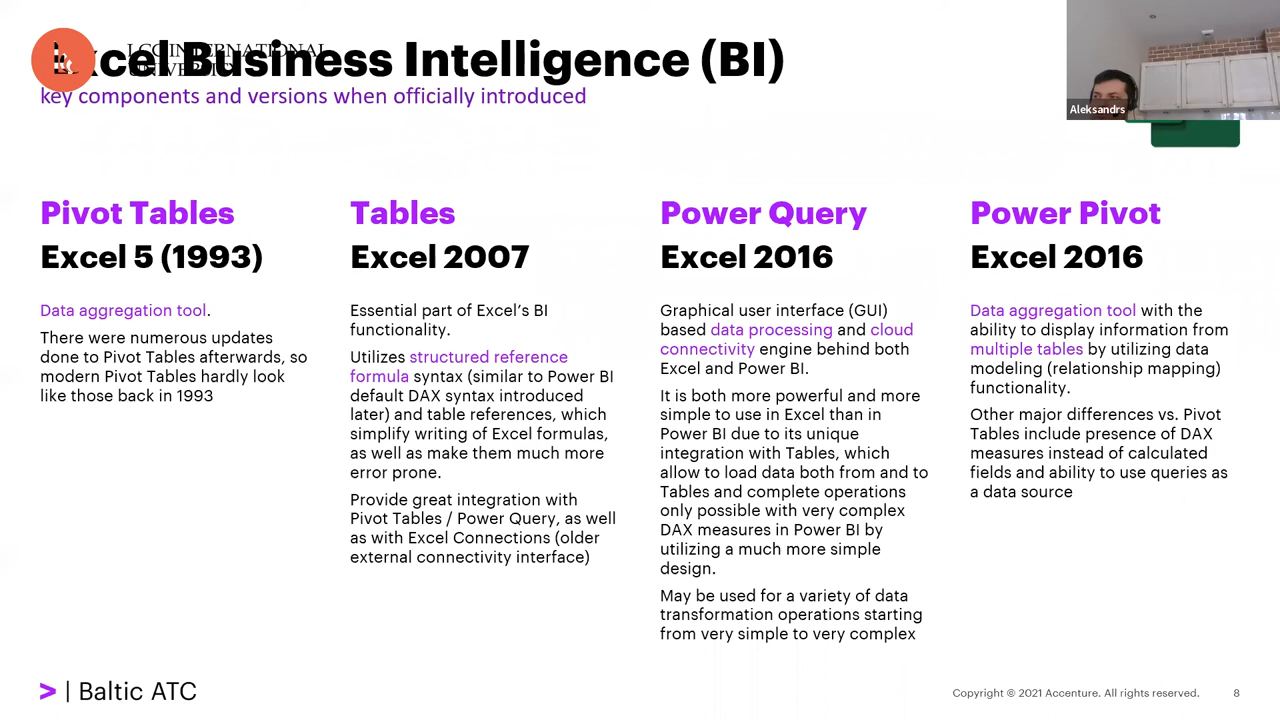 Excel Business Intelligence (BI)
LCC INTERNATIONAL
UNIVERSITY
key components and versions when officially introduced
Aleksandrs
Pivot Tables
Excel 5 (1993)
Data aggregation tool.
There were numerous updates
done to Pivot Tables afterwards, so
modern Pivot Tables hardly look
like those back in 1993
Tables
Excel 2007
Essential part of Excel’s BI
functionality.
Utilizes structured reference
formula syntax (similar to Power BI
default DAX syntax introduced
later) and table references, which
simplify writing of Excel formulas,
as well as make them much more
error prone.
Provide great integration with
Pivot Tables / Power Query, as well
as with Excel Connections (older
external connectivity interface)
Power Query
Excel 2016
Graphical user interface (GUI)
based data processing and cloud
connectivity engine behind both
Excel and Power BI.
It is both more powerful and more
simple to use in Excel than in
Power BI due to its unique
integration with Tables, which
allow to load data both from and to
Tables and complete operations
only possible with very complex
DAX measures in Power BI by
utilizing a much more simple
design.
May be used for a variety of data
transformation operations starting
from very simple to very complex
Power Pivot
Excel 2016
Data aggregation tool with the
ability to display information from
multiple tables by utilizing data
modeling (relationship mapping)
functionality.
Other major differences vs. Pivot
Tables include presence of DAX
measures instead of calculated
fields and ability to use queries as
a data source
> | Baltic ATC
Copyright © 2021 Accenture. All rights reserved. 8